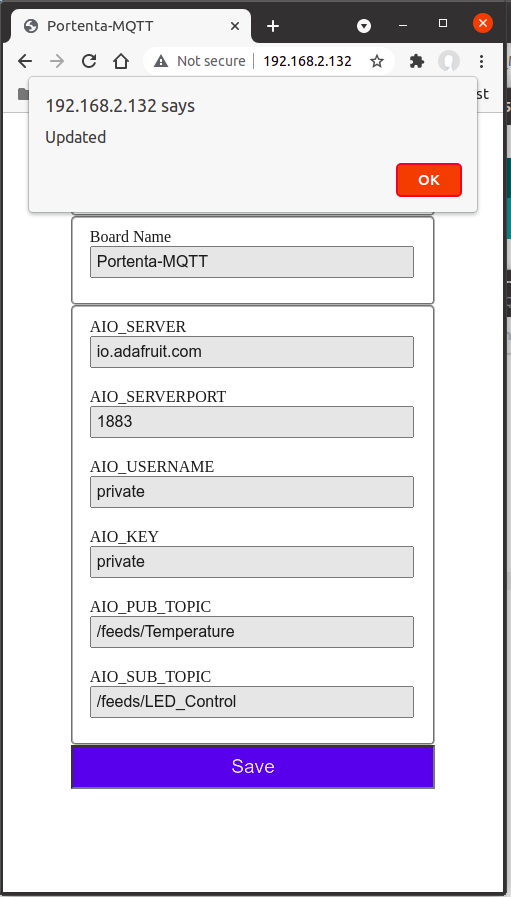 Portenta-MQTT
Not secure 192.168.2.132
st
192.168.2.132 says
Updated
OK
Board Name
Portenta-MQTT
AIO_SERVER
io.adafruit.com
AIO_SERVERPORT
1883
AIO_USERNAME
private
AIO_KEY
private
AIO_PUB_TOPIC
/feeds/Temperature
AIO_SUB_TOPIC
/feeds/LED_Control
Save